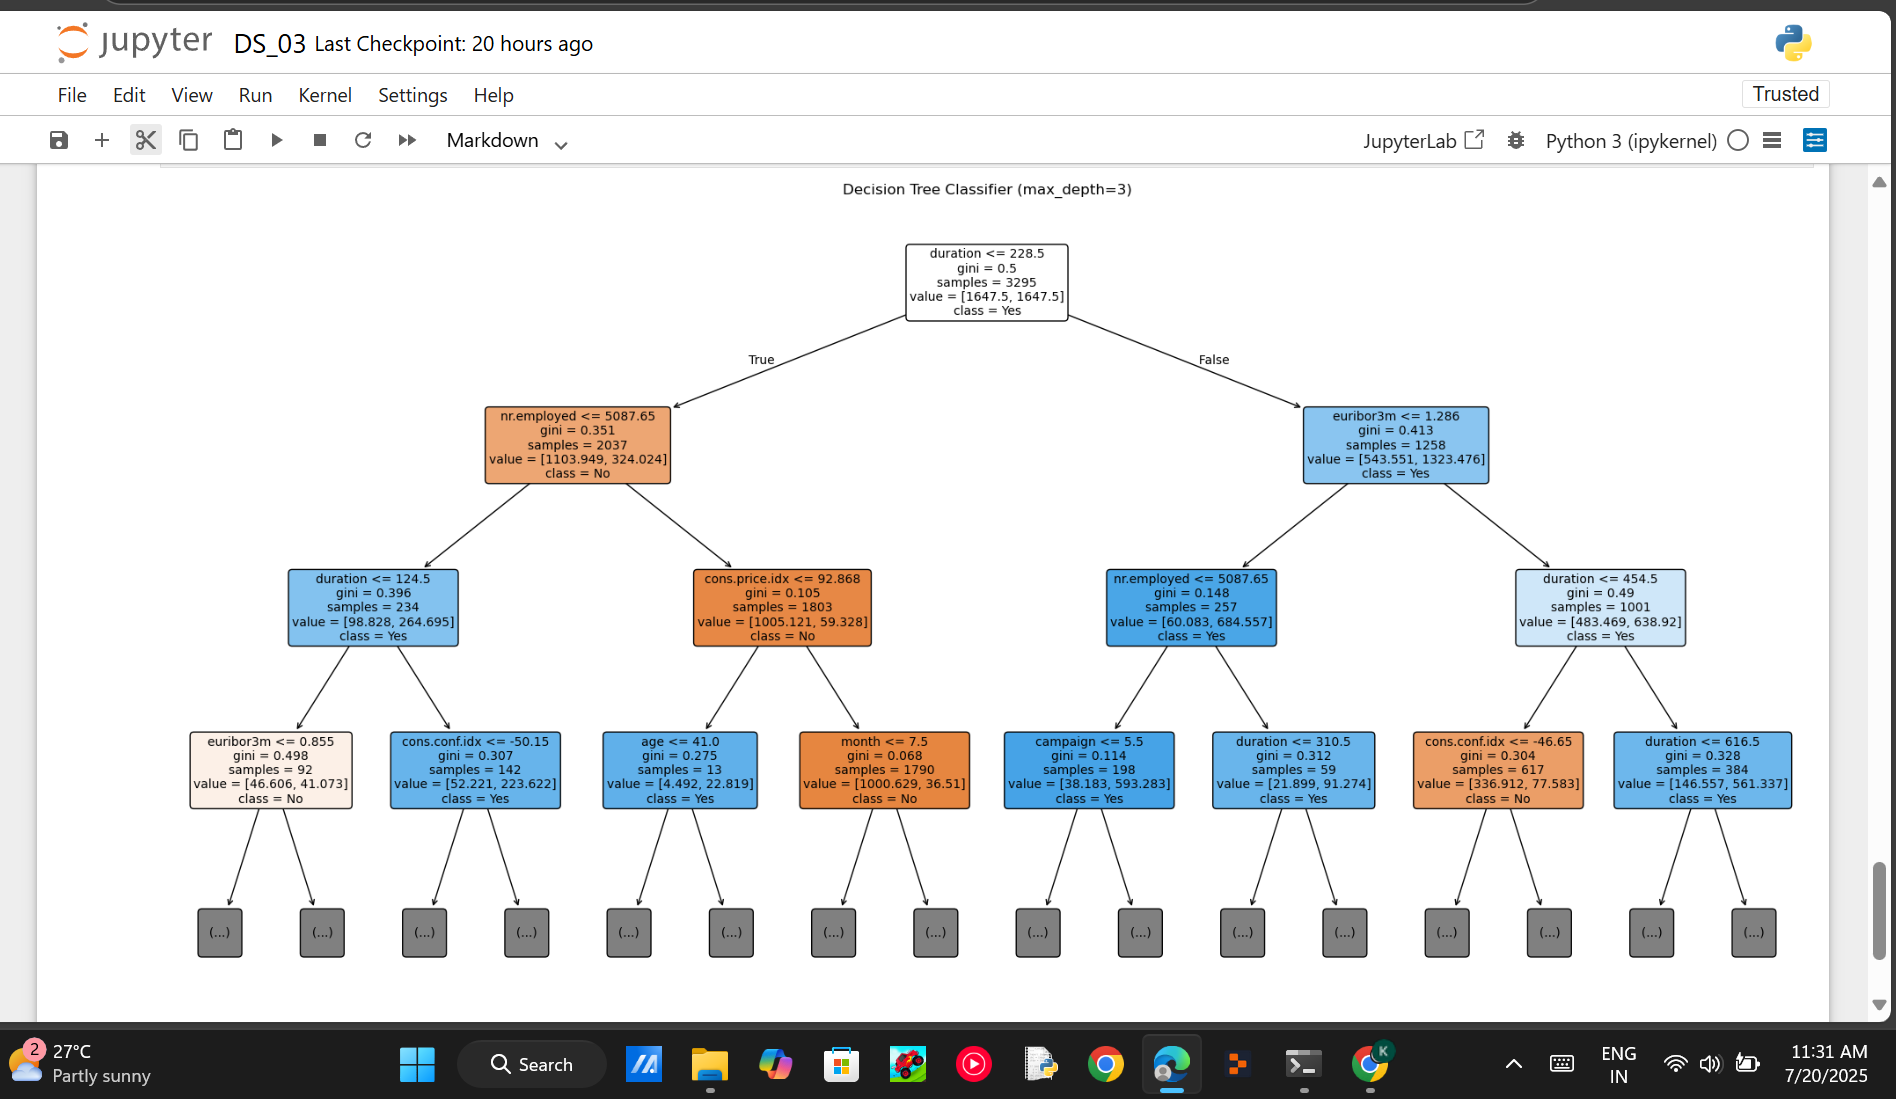 jupyter DS_03 Last Checkpoint: 20 hours ago
File Edit View Run Kernel Settings Help
Trusted
Markdown
JupyterLab
Python 3 (ipykernel)
Decision Tree Classifier (max_depth=3)
duration <= 228.5
gini = 0.5
samples = 3295
value = [1647.5, 1647.5]
class = Yes
True
False
nr.employed <= 5087.65
gini = 0.351
samples = 2037
value = [1103.949, 324.024]
class = No
euribor3m <= 1.286
gini = 0.413
samples = 1258
value = [543.551, 1323.476]
class = Yes
duration <= 124.5
gini = 0.396
samples = 234
value = [98.828, 264.695]
class = Yes
cons.price.idx <= 92.868
gini = 0.105
samples = 1803
value = [1005.121, 59.328]
class = No
nr.employed <= 5087.65
gini = 0.148
samples = 257
value = [60.083, 684.557]
class = Yes
duration <= 454.5
gini = 0.49
samples = 1001
value = [483.469, 638.92]
class = Yes
euribor3m <= 0.855
gini = 0.498
samples = 92
value = [46.606, 41.073]
class = No
cons.conf.idx <= -50.15
gini = 0.307
samples = 142
value = [52.221, 223.622]
class = Yes
age <= 41.0
gini = 0.275
samples = 13
value = [4.492, 22.819]
class = Yes
month <= 7.5
gini = 0.068
samples = 1790
value = [1000.629, 36.51]
class = No
campaign <= 5.5
gini = 0.114
samples = 198
value = [38.183, 593.283]
class = Yes
duration <= 310.5
gini = 0.312
samples = 59
value = [21.899, 91.274]
class = Yes
cons.conf.idx <= -46.65
gini = 0.304
samples = 617
value = [336.912, 77.583]
class = No
duration <= 616.5
gini = 0.328
samples = 384
value = [146.557, 561.337]
class = Yes
(...) (...) (...) (...) (...) (...) (...) (...) (...) (...) (...) (...) (...) (...) (...) (...)
2
27°C
Partly sunny
Search
K
ENG
IN
11:31 AM
7/20/2025